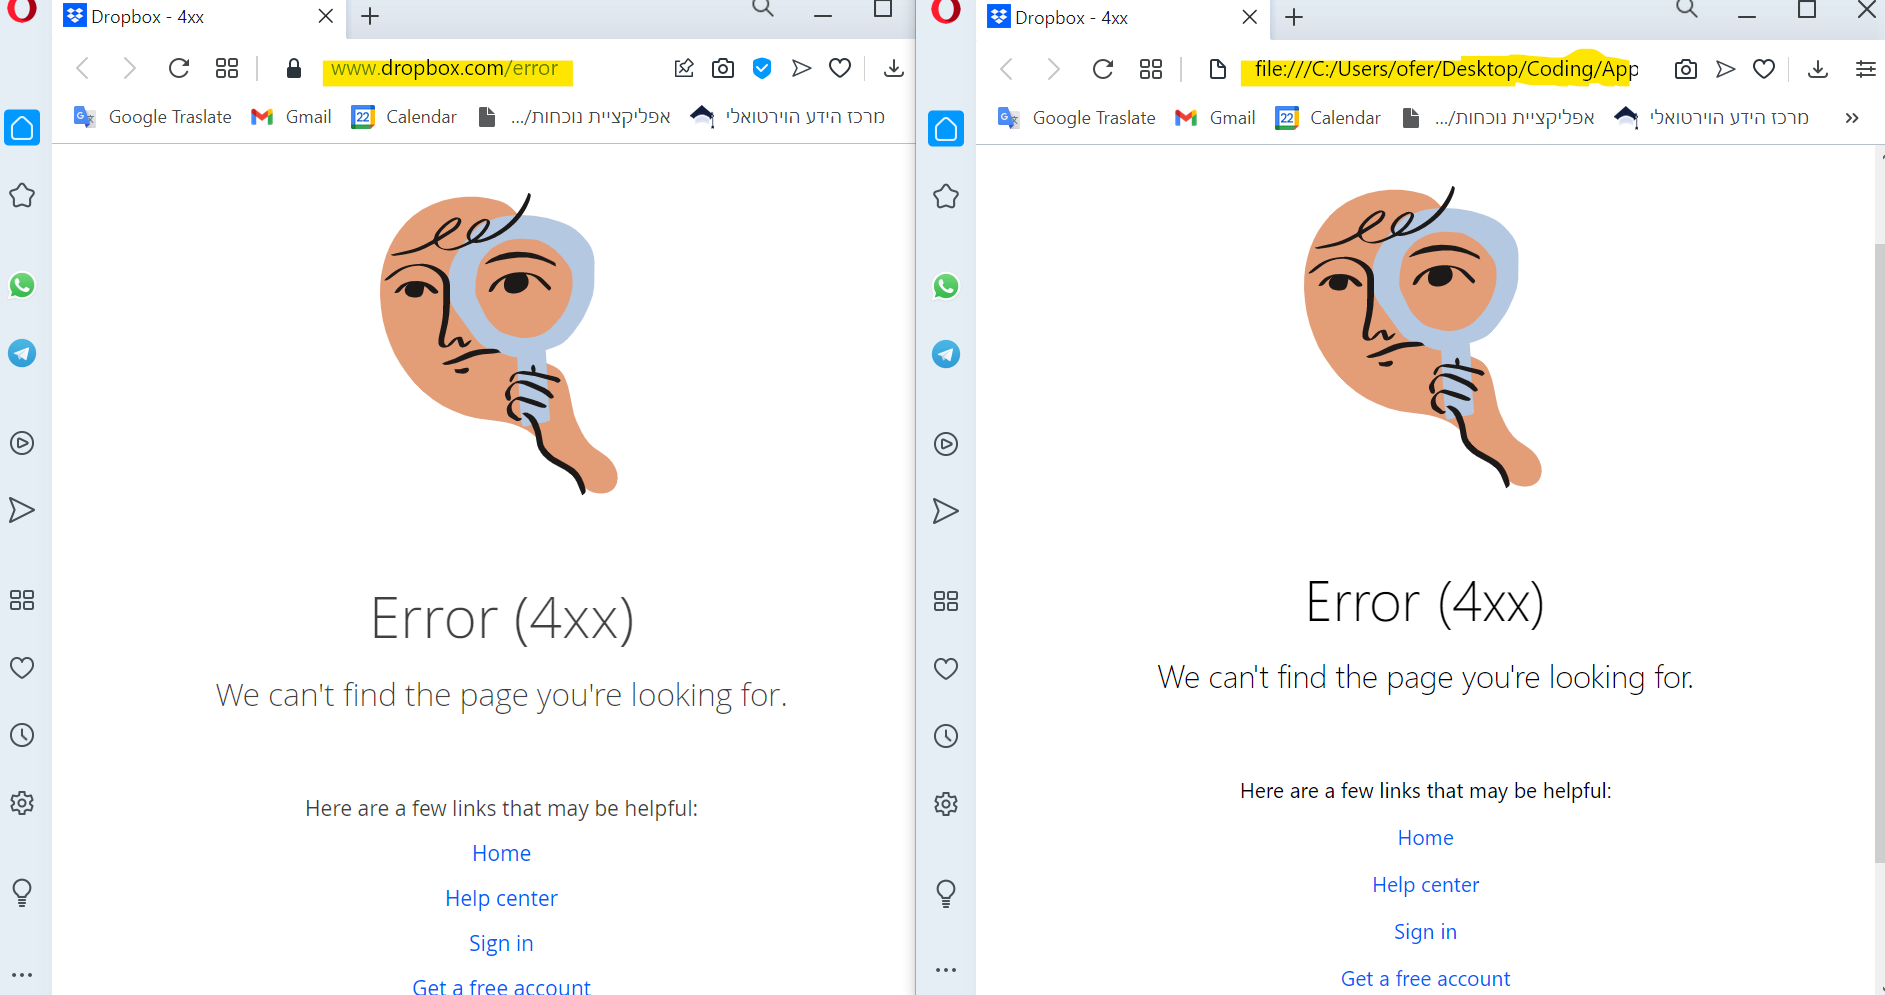 Dropbox - 4xx
www.dropbox.com/error
Google Traslate Gmail 22 Calendar אפליקציית נוכחות/... מרכז הידע הוירטואלי
Error (4xx)
We can't find the page you're looking for.
Here are a few links that may be helpful:
Home
Help center
Sign in
Get a free account
Dropbox - 4xx
file:///C:/Users/ofer/Desktop/Coding/App
Google Traslate Gmail 22 Calendar אפליקציית נוכחות/... מרכז הידע הוירטואלי
Error (4xx)
We can't find the page you're looking for.
Here are a few links that may be helpful:
Home
Help center
Sign in
Get a free account